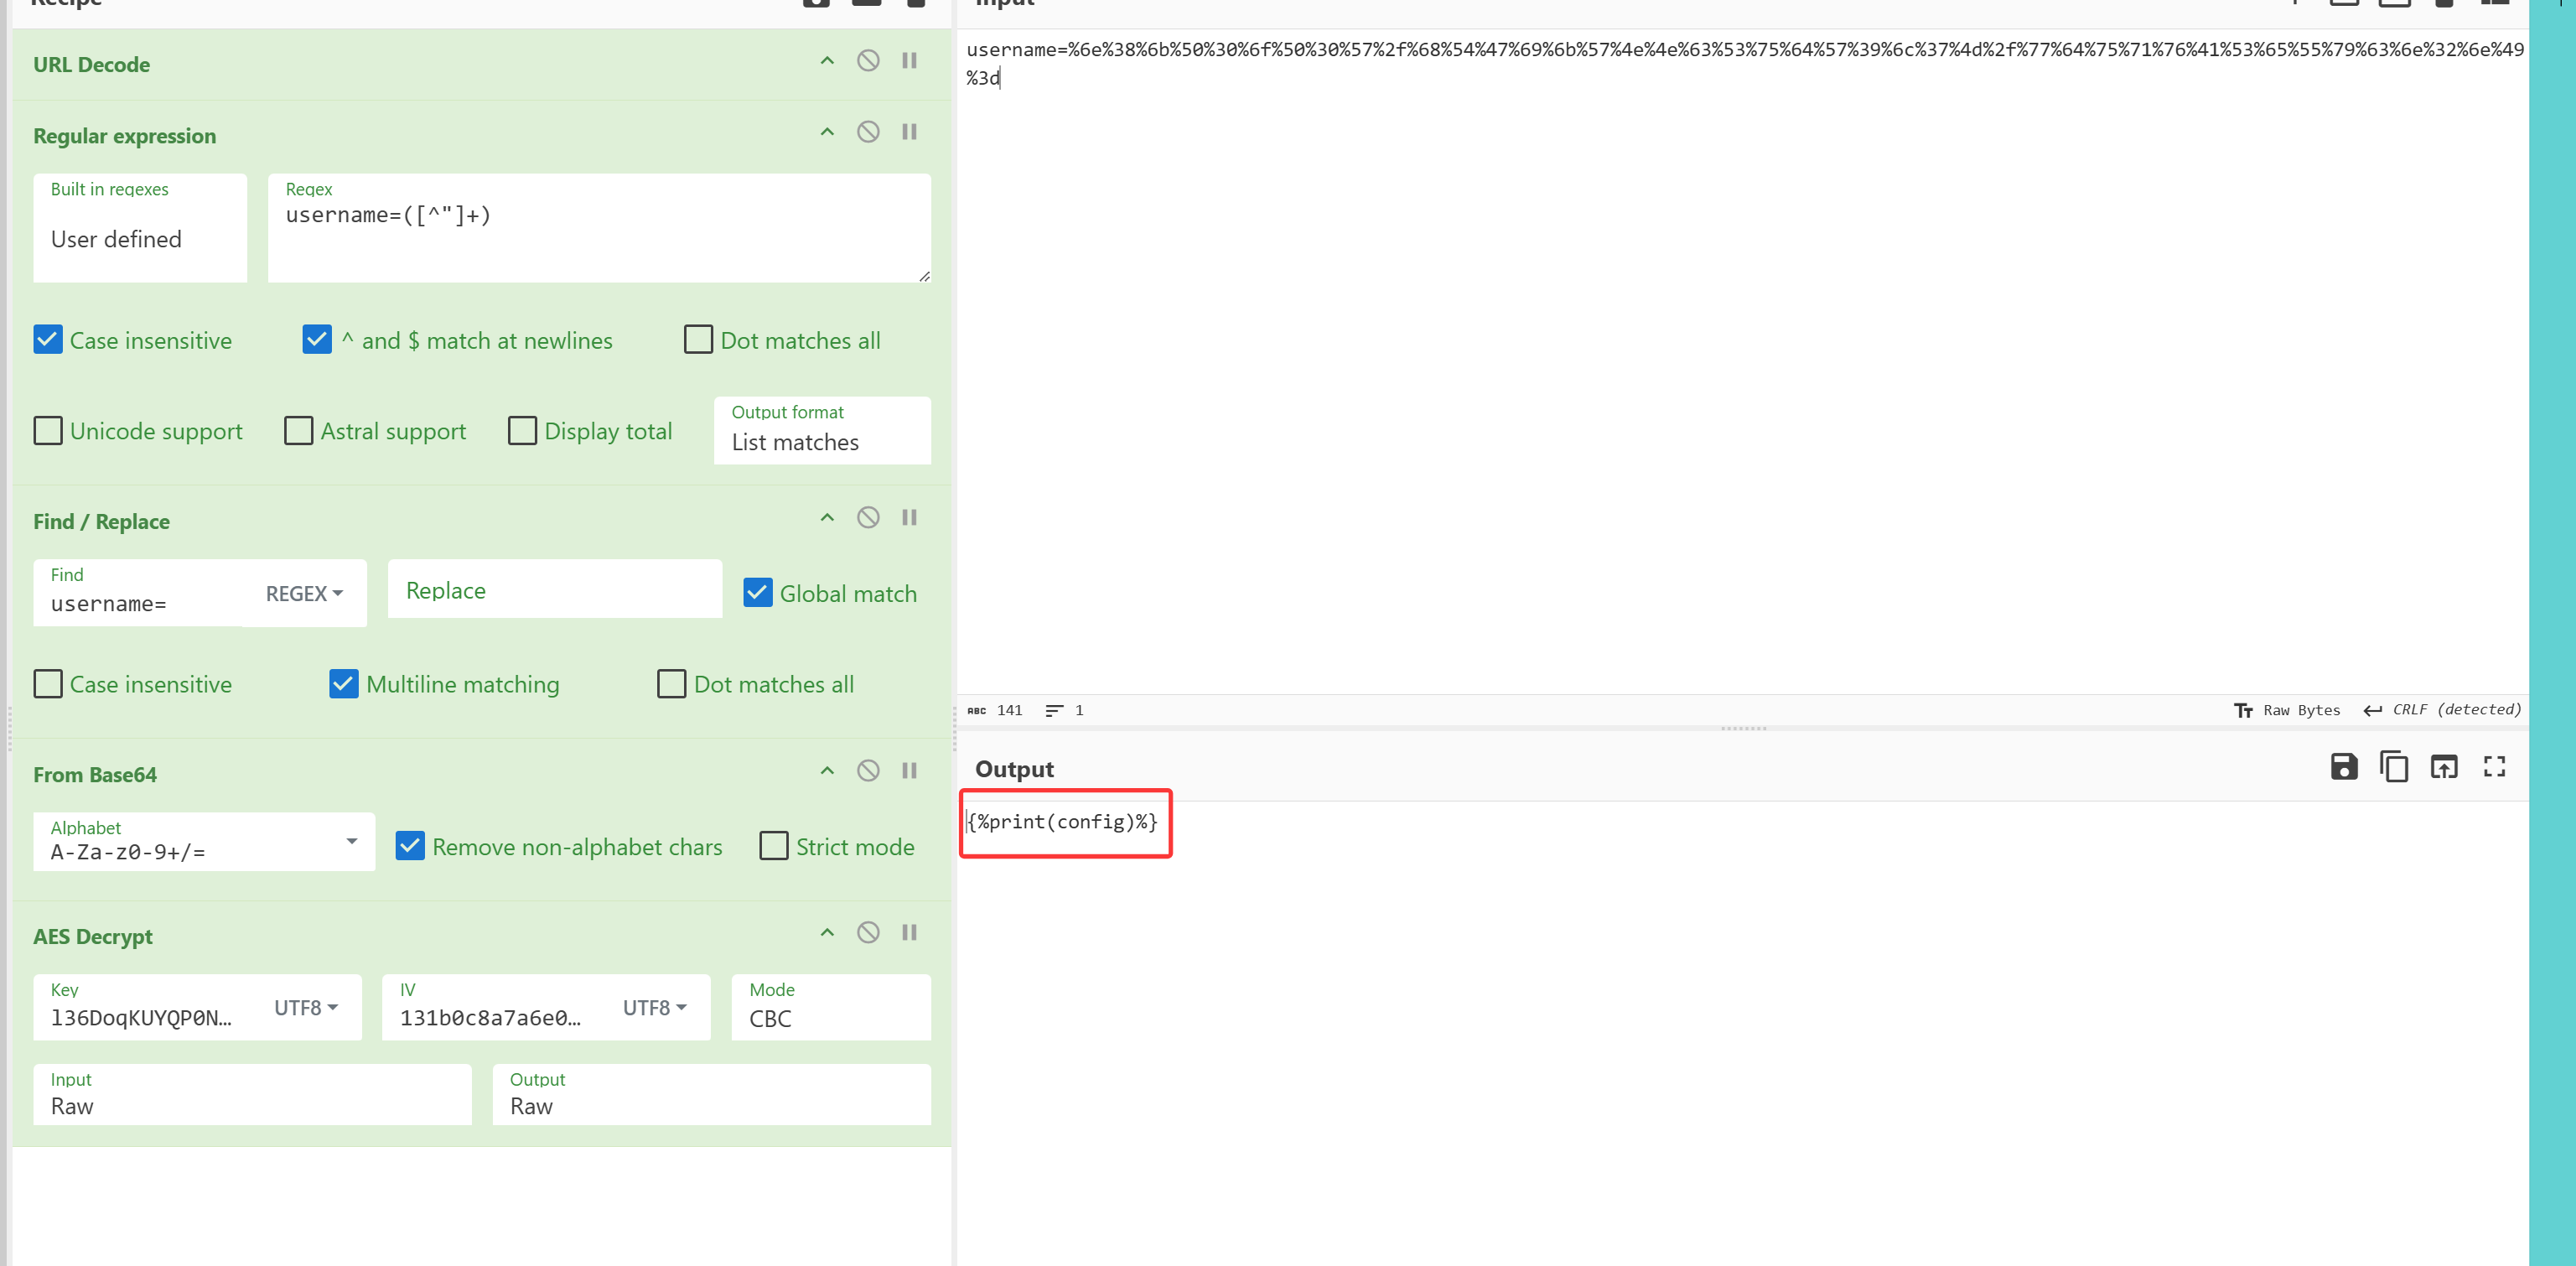 Recipe
URL Decode
Regular expression
Built in regexes
User defined
Regex
username=([^"]+)
Case insensitive
^ and $ match at newlines
Dot matches all
Unicode support
Astral support
Display total
Output format
List matches
Find / Replace
Find
username=
REGEX
Replace
Global match
Case insensitive
Multiline matching
Dot matches all
From Base64
Alphabet
A-Za-z0-9+/=
Remove non-alphabet chars
Strict mode
AES Decrypt
Key
l36DoqKUYQP0N…
UTF8
IV
131b0c8a7a6e0…
UTF8
Mode
CBC
Input
Raw
Output
Raw
Input
username=%6e%38%6b%50%30%6f%50%30%57%2f%68%54%47%69%6b%57%4e%4e%63%53%75%64%57%39%6c%37%4d%2f%77%64%75%71%76%41%53%65%55%79%63%6e%32%6e%49
%3d
ABC 141
1
Tt Raw Bytes
CRLF (detected)
Output
{%print(config)%}